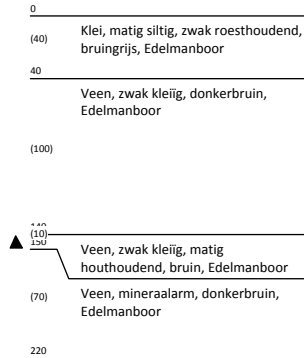 0
(40)
Klei, matig siltig, zwak roesthoudend,
bruingrijs, Edelmanboor
40
Veen, zwak kleiïg, donkerbruin,
Edelmanboor
(100)
140
(10)
150
Veen, zwak kleiïg, matig
houthoudend, bruin, Edelmanboor
(70)
Veen, mineraalarm, donkerbruin,
Edelmanboor
220